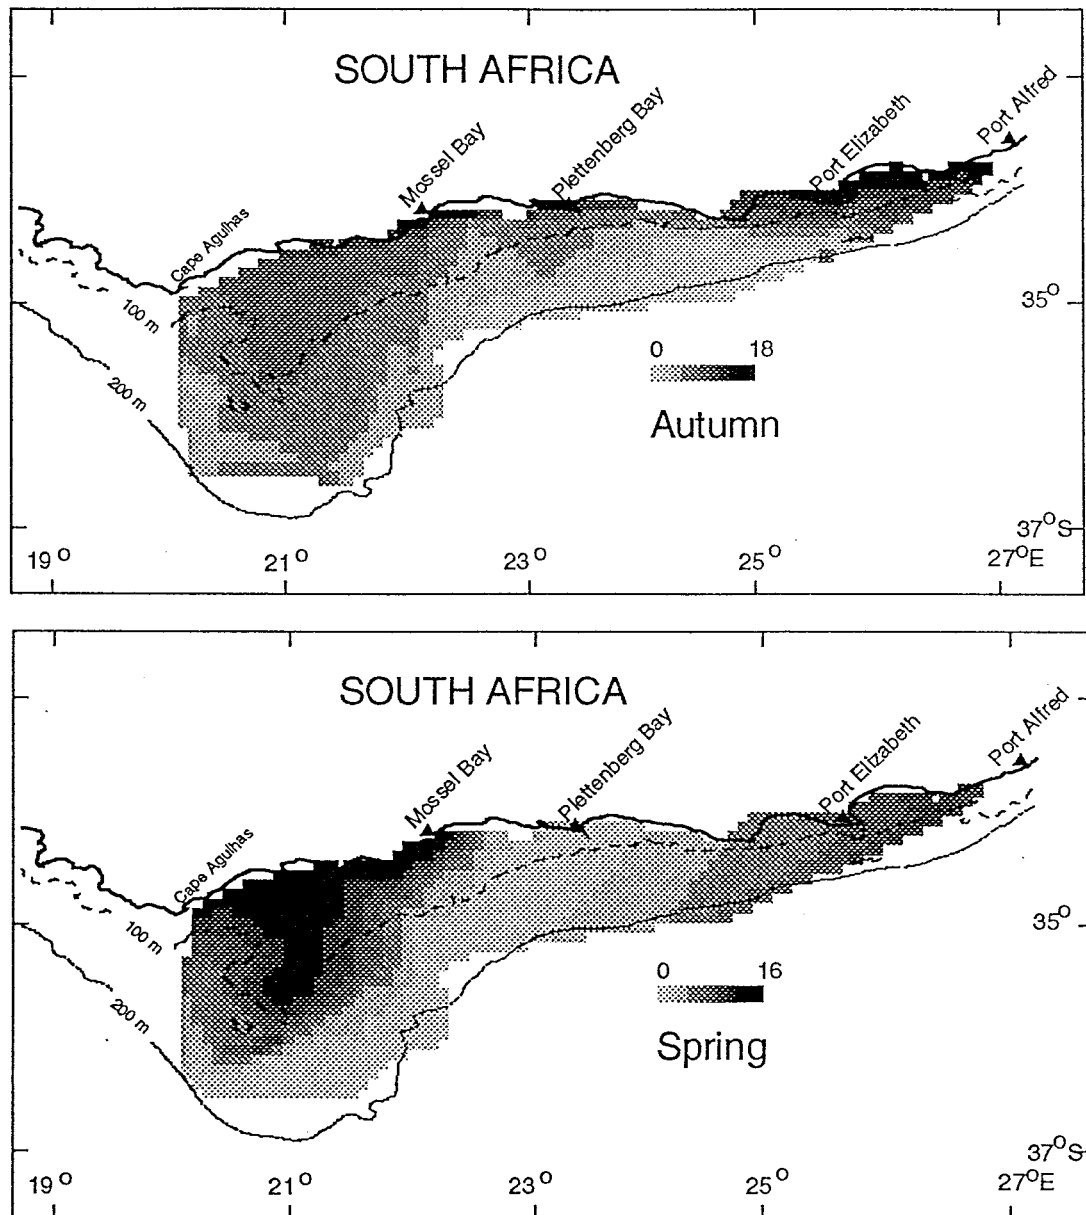 SOUTH AFRICA
Port Alfred
Port Elizabeth
Plettenberg Bay
Mossel Bay
Cape Agulhas
100 m
200 m
35°
0 18
Autumn
37°S
19° 21° 23° 25° 27°E
SOUTH AFRICA
Port Alfred
Port Elizabeth
Plettenberg Bay
Mossel Bay
Cape Agulhas
100 m
200 m
35°
0 16
Spring
37°S
19° 21° 23° 25° 27°E